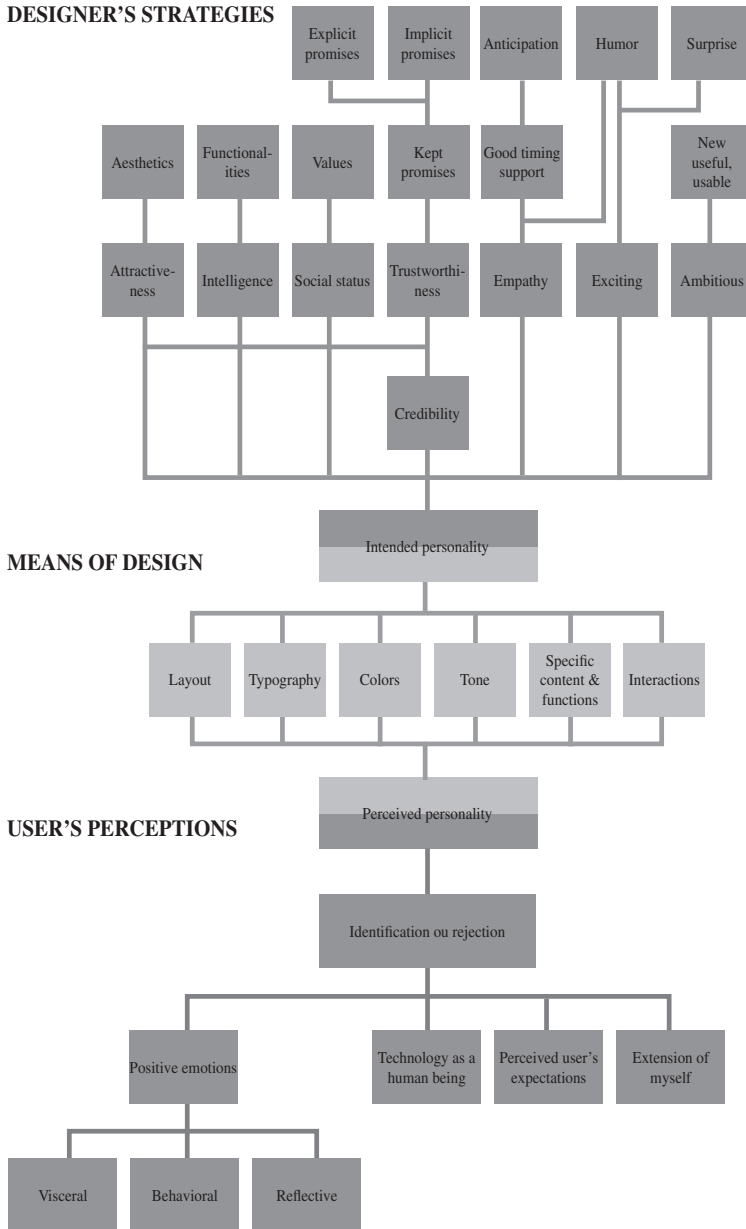 DESIGNER’S STRATEGIES
Explicit
promises
Implicit
promises
Anticipation
Humor
Surprise
Aesthetics
Functional-
ities
Values
Kept
promises
Good timing
support
New
useful,
usable
Attractive-
ness
Intelligence
Social status
Trustworthi-
ness
Empathy
Exciting
Ambitious
Credibility
Intended personality
MEANS OF DESIGN
Layout
Typography
Colors
Tone
Specific
content &
functions
Interactions
Perceived personality
USER’S PERCEPTIONS
Identification ou rejection
Positive emotions
Technology as a
human being
Perceived user’s
expectations
Extension of
myself
Visceral
Behavioral
Reflective